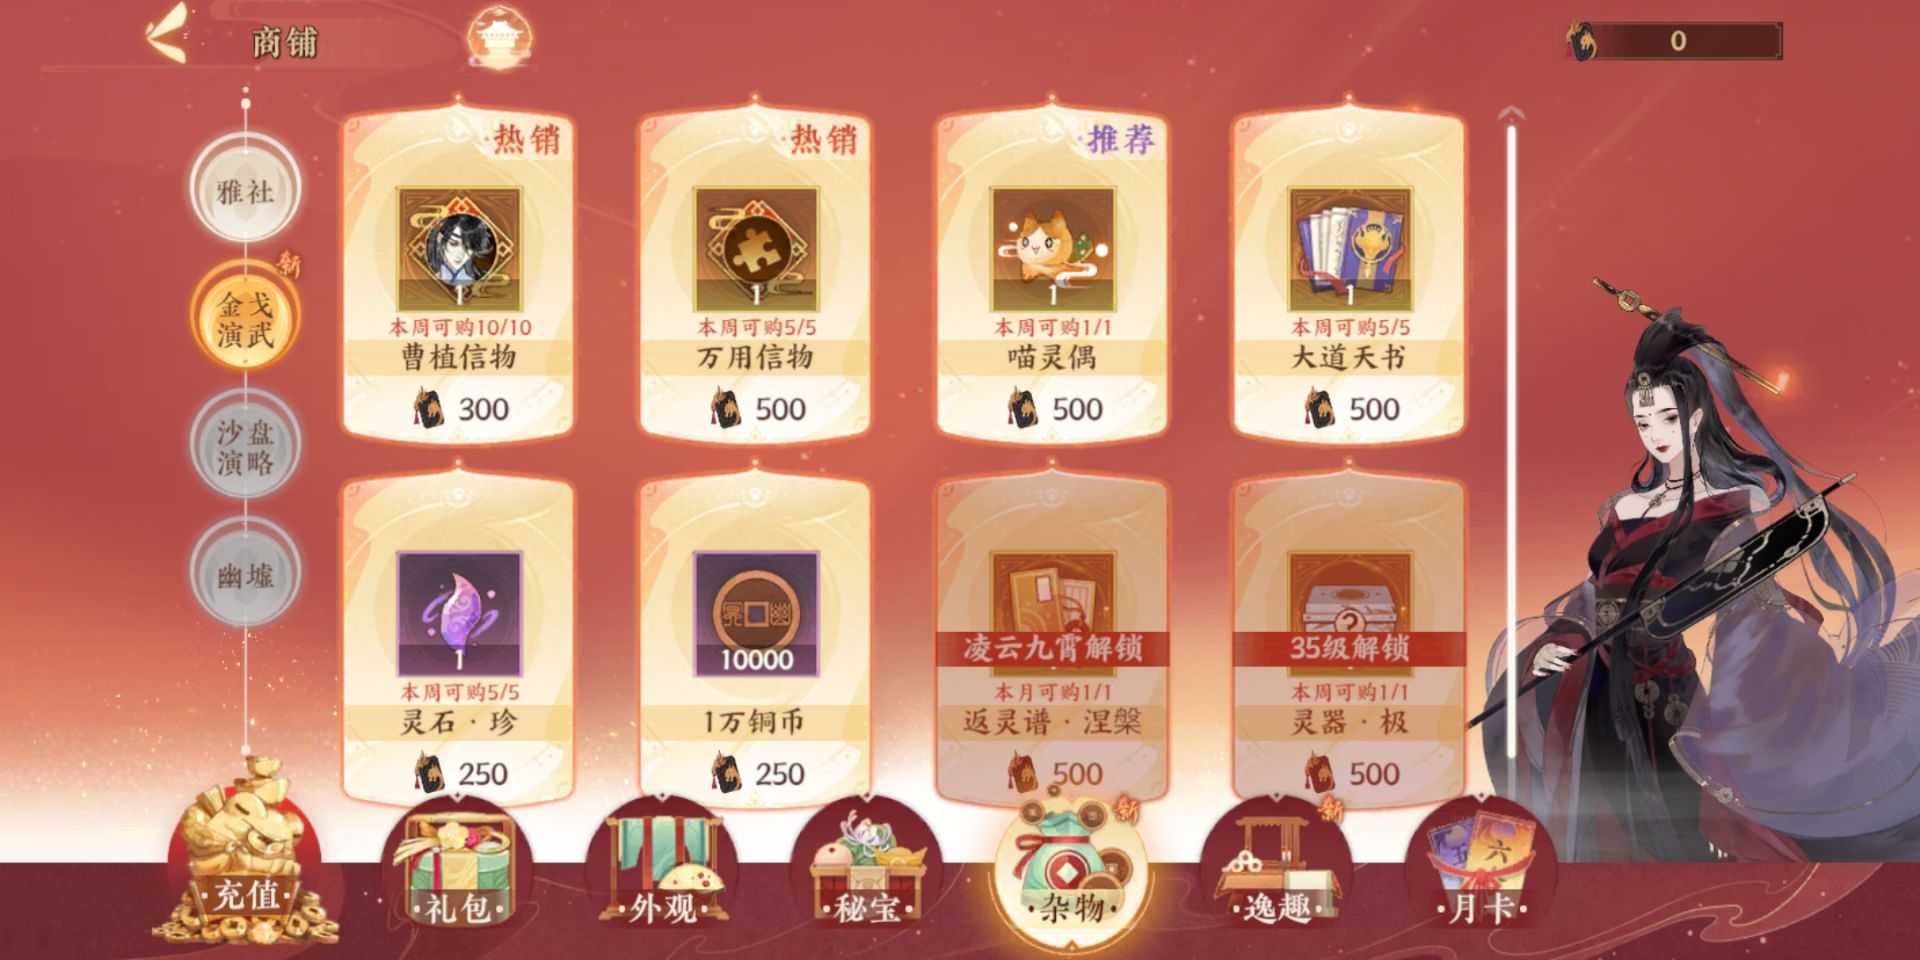 商铺
0
雅社
新
金戈
演武
沙盘
演略
幽墟
热销
1
本周可购10/10
曹植信物
300
热销
1
本周可购5/5
万用信物
500
推荐
1
本周可购1/1
喵灵偶
500
1
本周可购5/5
大道天书
500
1
本周可购5/5
灵石·珍
250
10000
1万铜币
250
凌云九霄解锁
本月可购1/1
返灵谱·涅槃
500
35级解锁
本周可购1/1
灵器·极
500
·充值·
·礼包·
·外观·
·秘宝·
新
·杂物·
新
·逸趣·
五 六
·月卡·